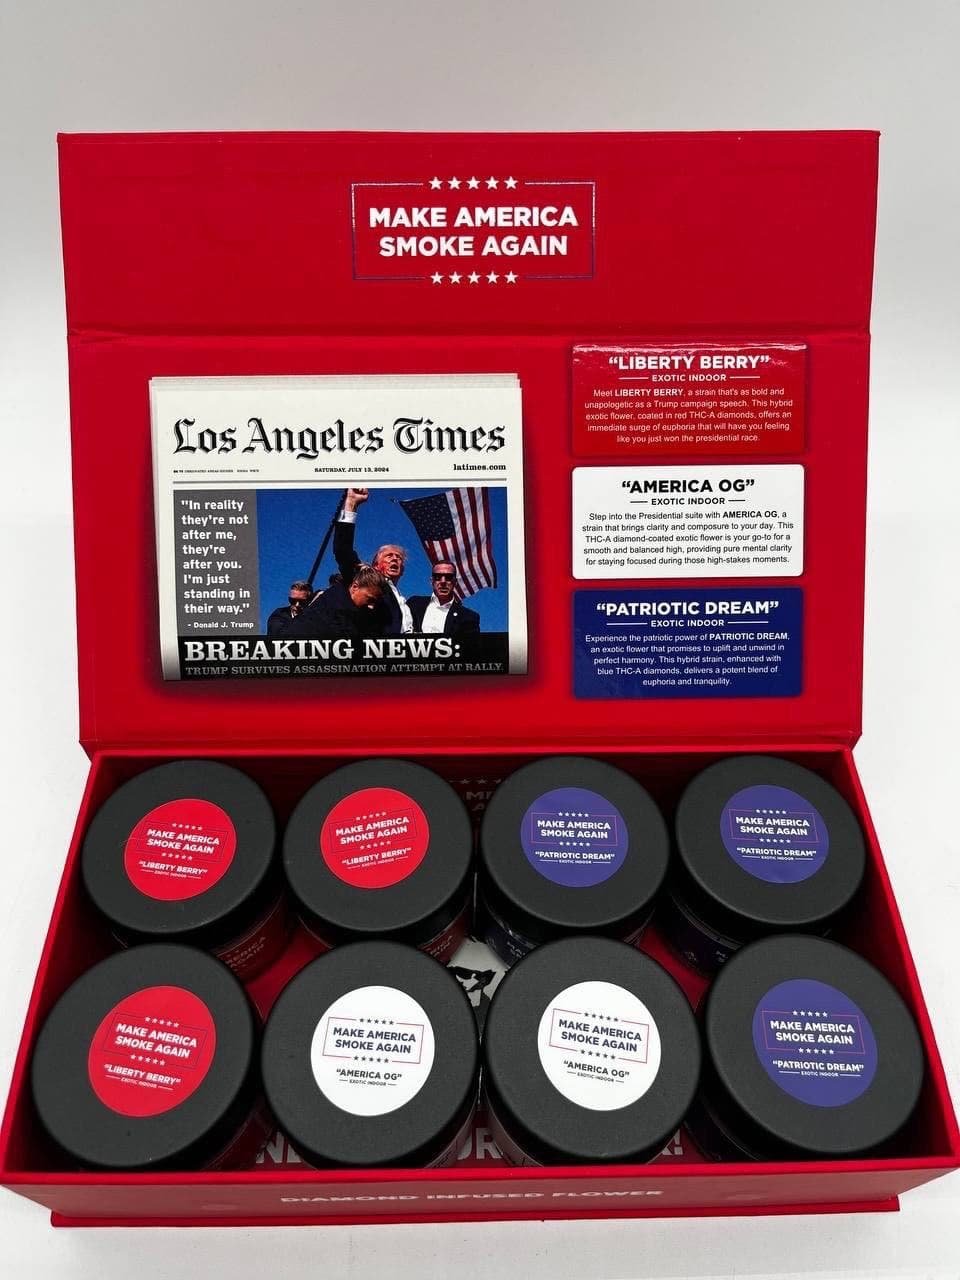 MAKE AMERICA
SMOKE AGAIN
Los Angeles Times
SATURDAY, JULY 13, 2024
latimes.com
"In reality
they're not
after me,
they're
after you.
I'm just
standing in
their way."
- Donald J. Trump
BREAKING NEWS:
TRUMP SURVIVES ASSASSINATION ATTEMPT AT RALLY
"LIBERTY BERRY"
EXOTIC INDOOR
Meet LIBERTY BERRY, a strain that's as bold and
unapologetic as a Trump campaign speech. This hybrid
exotic flower, coated in red THC-A diamonds, offers an
immediate surge of euphoria that will have you feeling
like you just won the presidential race.
"AMERICA OG"
EXOTIC INDOOR
Step into the Presidential suite with AMERICA OG, a
strain that brings clarity and composure to your day. This
THC-A diamond-coated exotic flower is your go-to for a
smooth and balanced high, providing pure mental clarity
for staying focused during those high-stakes moments.
"PATRIOTIC DREAM"
EXOTIC INDOOR
Experience the patriotic power of PATRIOTIC DREAM,
an exotic flower that promises to uplift and unwind in
perfect harmony. This hybrid strain, enhanced with
blue THC-A diamonds, delivers a potent blend of
euphoria and tranquility.
MAKE AMERICA
SMOKE AGAIN
"LIBERTY BERRY"
EXOTIC INDOOR
MAKE AMERICA
SMOKE AGAIN
"LIBERTY BERRY"
EXOTIC INDOOR
MAKE AMERICA
SMOKE AGAIN
"PATRIOTIC DREAM"
EXOTIC INDOOR
MAKE AMERICA
SMOKE AGAIN
"PATRIOTIC DREAM"
EXOTIC INDOOR
MAKE AMERICA
SMOKE AGAIN
"LIBERTY BERRY"
EXOTIC INDOOR
MAKE AMERICA
SMOKE AGAIN
"AMERICA OG"
EXOTIC INDOOR
MAKE AMERICA
SMOKE AGAIN
"AMERICA OG"
EXOTIC INDOOR
MAKE AMERICA
SMOKE AGAIN
"PATRIOTIC DREAM"
EXOTIC INDOOR
DIAMOND INFUSED FLOWER